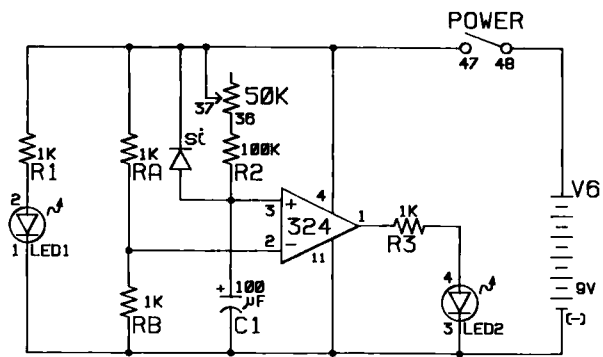 POWER
47 48
37
50K
36
Si
1K
R1
1K
RA
100K
R2
V6
2
1 LED1
3 +
4
324
1
2 −
11
1K
R3
+ 100 µF
C1
1K
RB
4
3 LED2
9V
(-)